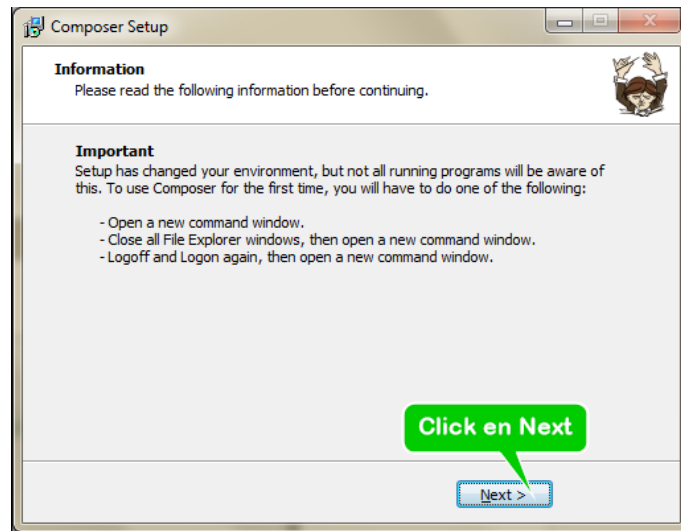 Composer Setup
Information
Please read the following information before continuing.
Important
Setup has changed your environment, but not all running programs will be aware of
this. To use Composer for the first time, you will have to do one of the following:
- Open a new command window.
- Close all File Explorer windows, then open a new command window.
- Logoff and Logon again, then open a new command window.
Click en Next
Next >